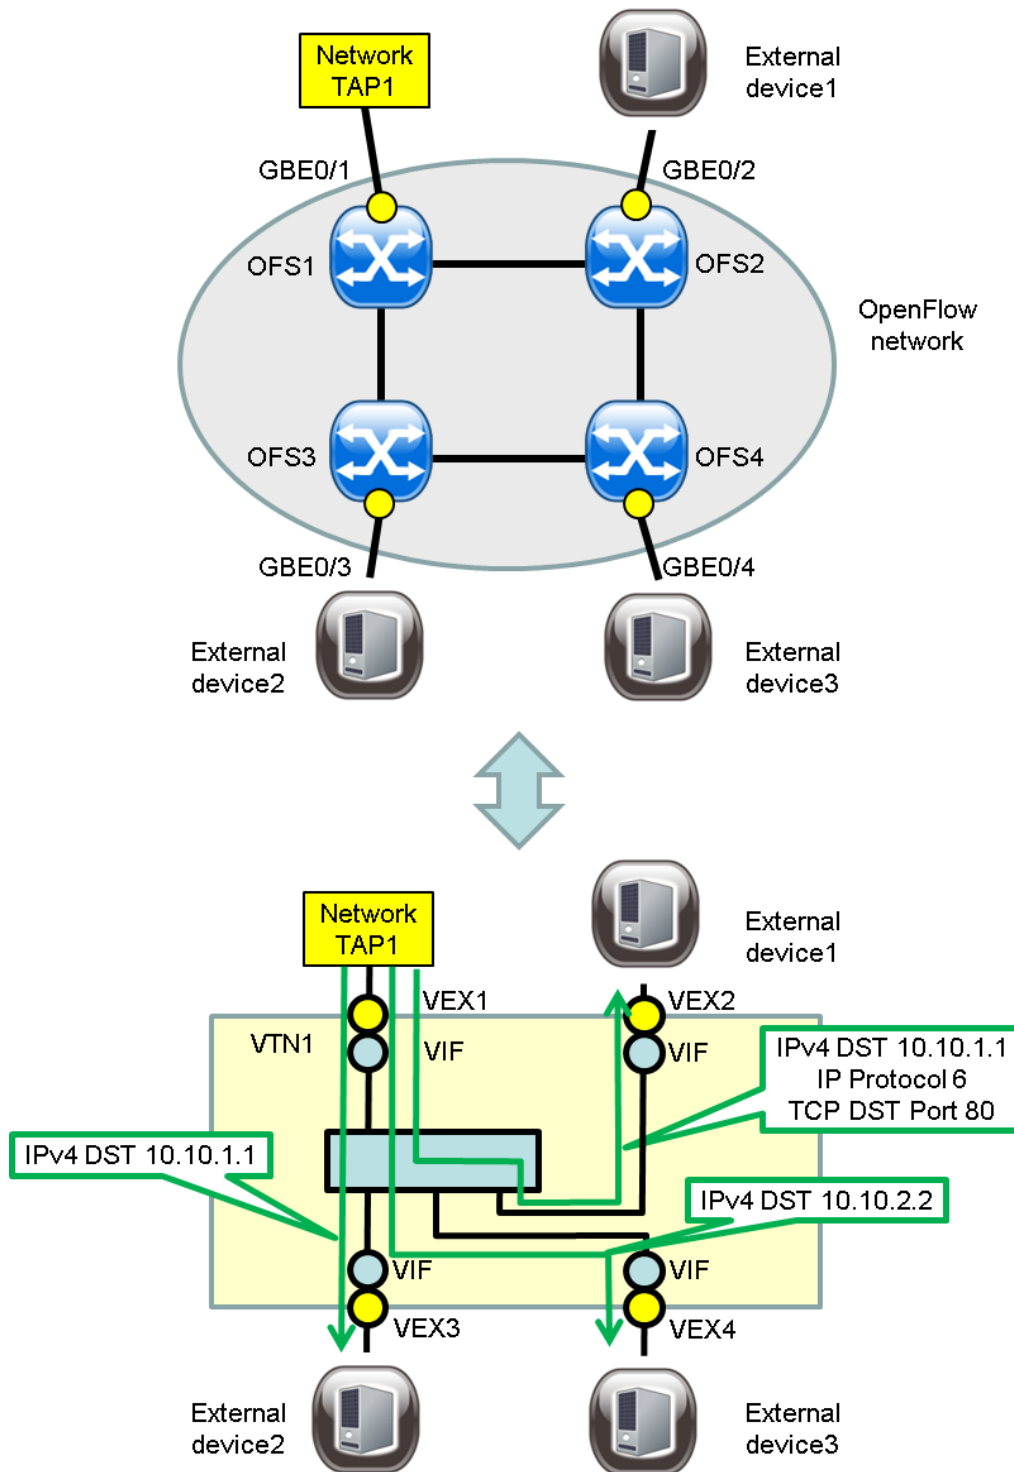 Network
TAP1
External
device1
GBE0/1
GBE0/2
OFS1
OFS2
OpenFlow
network
OFS3
OFS4
GBE0/3
GBE0/4
External
device2
External
device3
Network
TAP1
External
device1
VEX1
VEX2
VTN1
VIF
VIF
IPv4 DST 10.10.1.1
IP Protocol 6
TCP DST Port 80
IPv4 DST 10.10.1.1
IPv4 DST 10.10.2.2
VIF
VIF
VEX3
VEX4
External
device2
External
device3